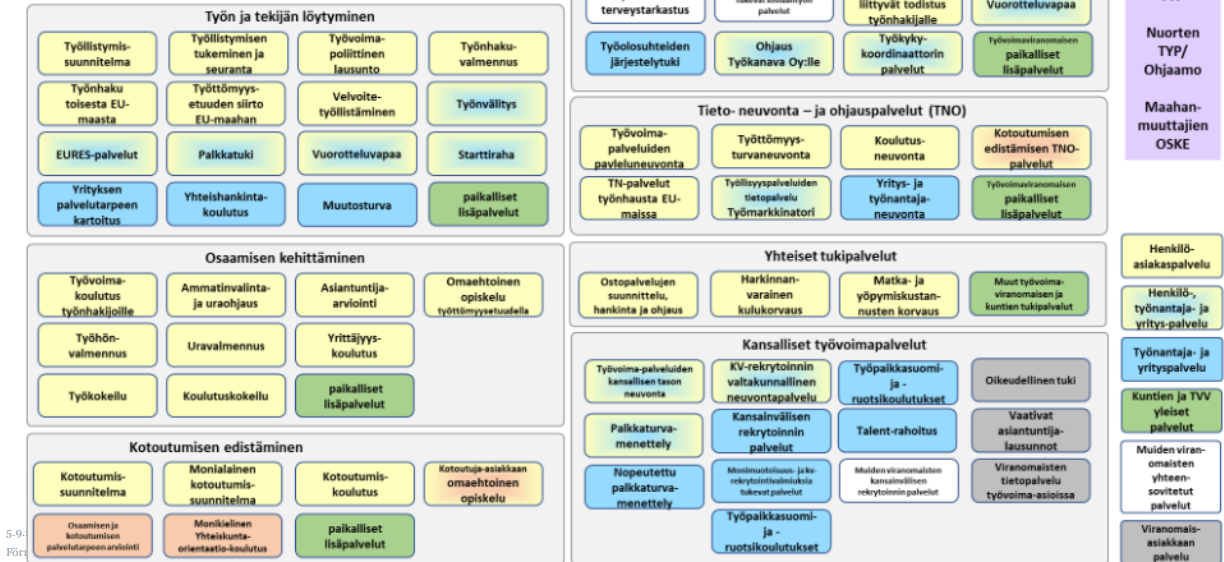 Työn ja tekijän löytyminen
Työllistymis-
suunnitelma
Työllistymisen
tukeminen ja
seuranta
Työvoima-
poliittinen
lausunto
Työnhaku-
valmennus
Työnhaku
toisesta EU-
maasta
Työttömyys-
etuuden siirto
EU-maahan
Velvoite-
työllistäminen
Työnvälitys
EURES-palvelut
Palkkatuki
Vuorotteluvapaa
Starttiraha
Yrityksen
palvelutarpeen
kartoitus
Yhteishankinta-
koulutus
Muutosturva
paikalliset
lisäpalvelut
Osaamisen kehittäminen
Työvoima-
koulutus
työnhakijoille
Ammatinvalinta-
ja uraohjaus
Asiantuntija-
arviointi
Omaehtoinen
opiskelu
työttömyysetuudella
Työhön-
valmennus
Uravalmennus
Yrittäjyys-
koulutus
Työkokeilu
Koulutuskokeilu
paikalliset
lisäpalvelut
Kotoutumisen edistäminen
Kotoutumis-
suunnitelma
Monialainen
kotoutumis-
suunnitelma
Kotoutumis-
koulutus
Kotoutuja-asiakkaan
omaehtoinen
opiskelu
Osaamisen ja
kotoutumisen
palvelutarpeen arviointi
Monikielinen
Yhteiskunta-
orientaatio-koulutus
paikalliset
lisäpalvelut
5-9-
För
terveystarkastus
palvelut
liittyvät todistus
työnhakijalle
Vuorotteluvapaa
Työolosuhteiden
järjestelytuki
Ohjaus
Työkanava Oy:lle
Työkyky-
koordinaattorin
palvelut
Työvoimaviranomaisen
paikalliset
lisäpalvelut
Tieto- neuvonta – ja ohjauspalvelut (TNO)
Työvoima-
palveluiden
pavleluneuvonta
Työttömyys-
turvaneuvonta
Koulutus-
neuvonta
Kotoutumisen
edistämisen TNO-
palvelut
TN-palvelut
työnhausta EU-
maissa
Työllisyyspalveluiden
tietopalvelu
Työmarkkinatori
Yritys- ja
työnantaja-
neuvonta
Työvoimaviranomaisen
paikalliset
lisäpalvelut
Yhteiset tukipalvelut
Ostopalvelujen
suunnittelu,
hankinta ja ohjaus
Harkinnan-
varainen
kulukorvaus
Matka- ja
yöpymiskustan-
nusten korvaus
Muut työvoima-
viranomaisen ja
kuntien tukipalvelut
Kansalliset työvoimapalvelut
Työvoima-palveluiden
kansallisen tason
neuvonta
KV-rekrytoinnin
valtakunnallinen
neuvontapalvelu
Työpaikkasuomi-
ja -
ruotsikoulutukset
Oikeudellinen tuki
Palkkaturva-
menettely
Kansainvälisen
rekrytoinnin
palvelut
Talent-rahoitus
Vaativat
asiantuntija-
lausunnot
Nopeutettu
palkkaturva-
menettely
Monimuotoisuus- ja kv-
rekrytointivalmiuksia
tukevat palvelut
Muiden viranomaisten
kansainvälisen
rekrytoinnin palvelut
Viranomaisten
tietopalvelu
työvoima-asioissa
Työpaikkasuomi-
ja -
ruotsikoulutukset
Nuorten
TYP/
Ohjaamo
Maahan-
muuttajien
OSKE
Henkilö-
asiakaspalvelu
Henkilö-,
työnantaja- ja
yritys-palvelu
Työnantaja- ja
yrityspalvelu
Kuntien ja TVV
yleiset
palvelut
Muiden viran-
omaisten
yhteen-
sovitetut
palvelut
Viranomais-
asiakkaan
palvelu